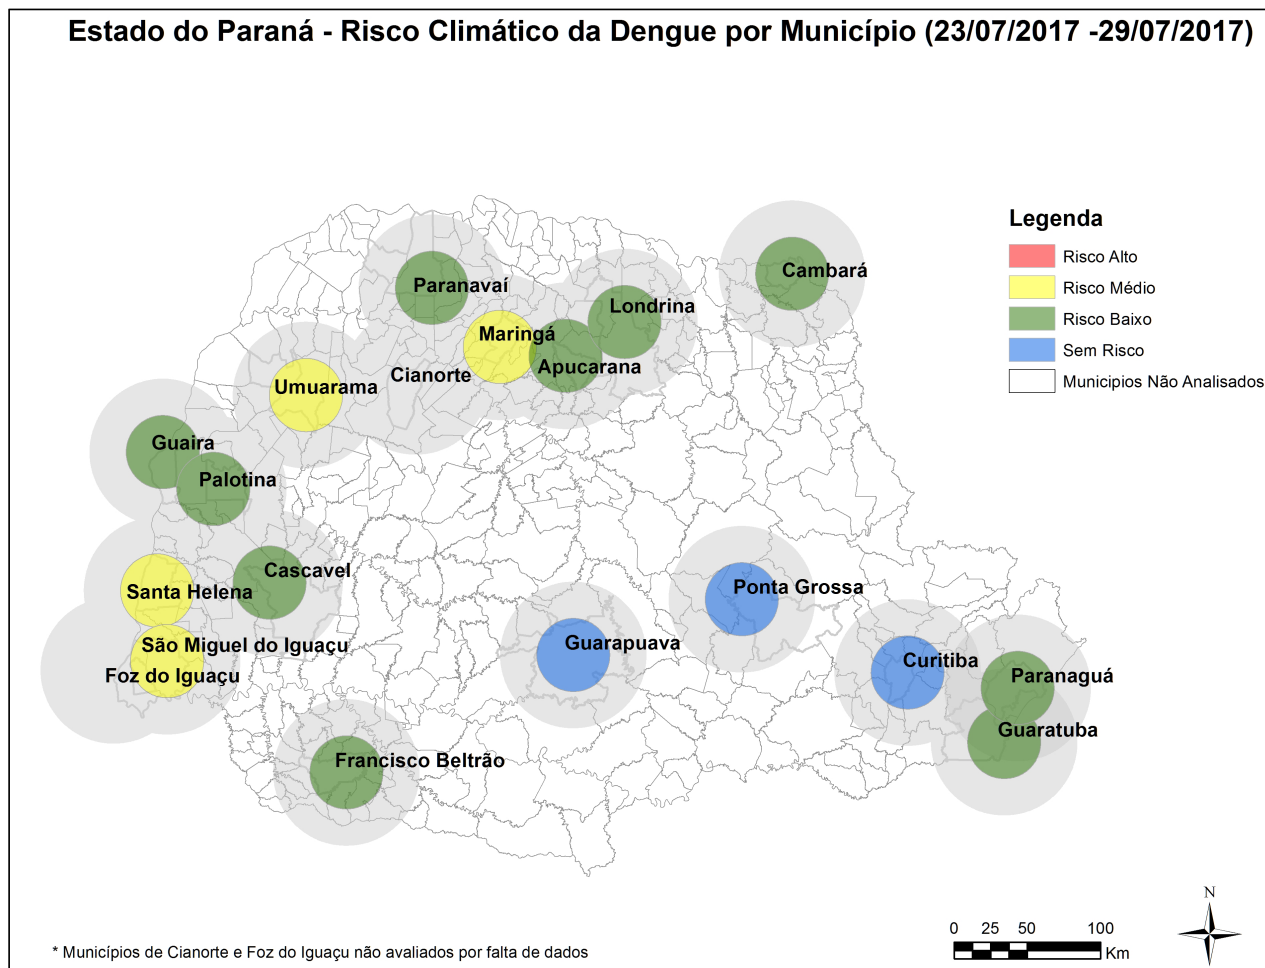 Estado do Paraná - Risco Climático da Dengue por Município (23/07/2017 -29/07/2017)
Legenda
Risco Alto
Risco Médio
Risco Baixo
Sem Risco
Municipios Não Analisados
Cambará
Paranavaí
Londrina
Maringá
Apucarana
Cianorte
Umuarama
Guaira
Palotina
Cascavel
Santa Helena
Ponta Grossa
São Miguel do Iguaçu
Guarapuava
Foz do Iguaçu
Curitiba
Paranaguá
Guaratuba
Francisco Beltrão
N
0 25 50 100
Km
* Municípios de Cianorte e Foz do Iguaçu não avaliados por falta de dados